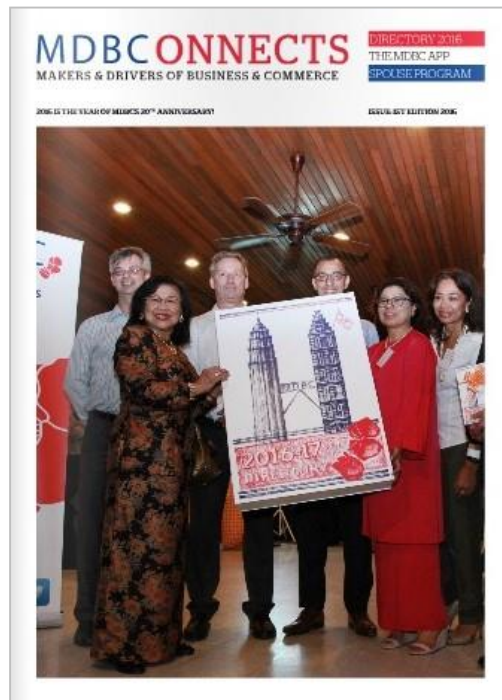 MDBCONNECTS
MAKERS & DRIVERS OF BUSINESS & COMMERCE
DIRECTORY 2016
THE MDBC APP
SPOUSE PROGRAM
2016 IS THE YEAR OF MDBC'S 20TH ANNIVERSARY!
ISSUE: 1ST EDITION 2016
MDBC
2016-17
DIRECTORY